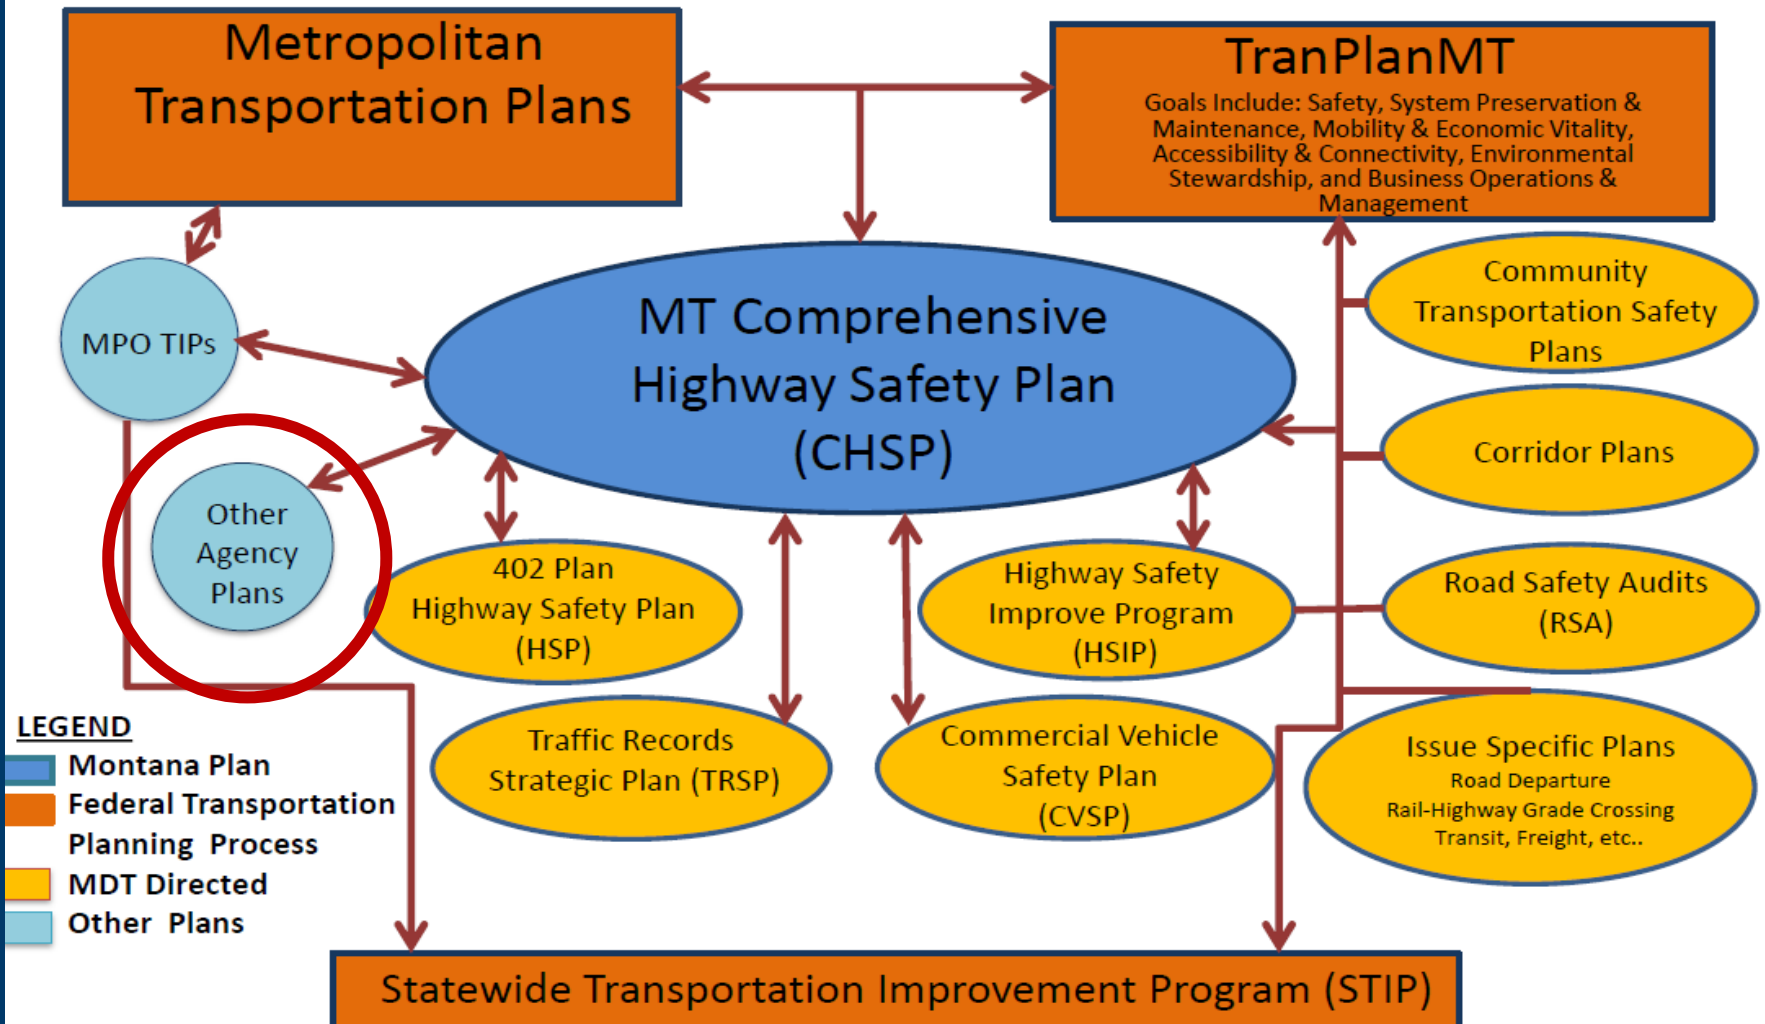 Metropolitan
Transportation Plans
TranPlanMT
Goals Include: Safety, System Preservation &
Maintenance, Mobility & Economic Vitality,
Accessibility & Connectivity, Environmental
Stewardship, and Business Operations &
Management
MPO TIPs
MT Comprehensive
Highway Safety Plan
(CHSP)
Community
Transportation Safety
Plans
Corridor Plans
Other
Agency
Plans
402 Plan
Highway Safety Plan
(HSP)
Highway Safety
Improve Program
(HSIP)
Road Safety Audits
(RSA)
Traffic Records
Strategic Plan (TRSP)
Commercial Vehicle
Safety Plan
(CVSP)
Issue Specific Plans
Road Departure
Rail-Highway Grade Crossing
Transit, Freight, etc..
LEGEND
Montana Plan
Federal Transportation
Planning Process
MDT Directed
Other Plans
Statewide Transportation Improvement Program (STIP)